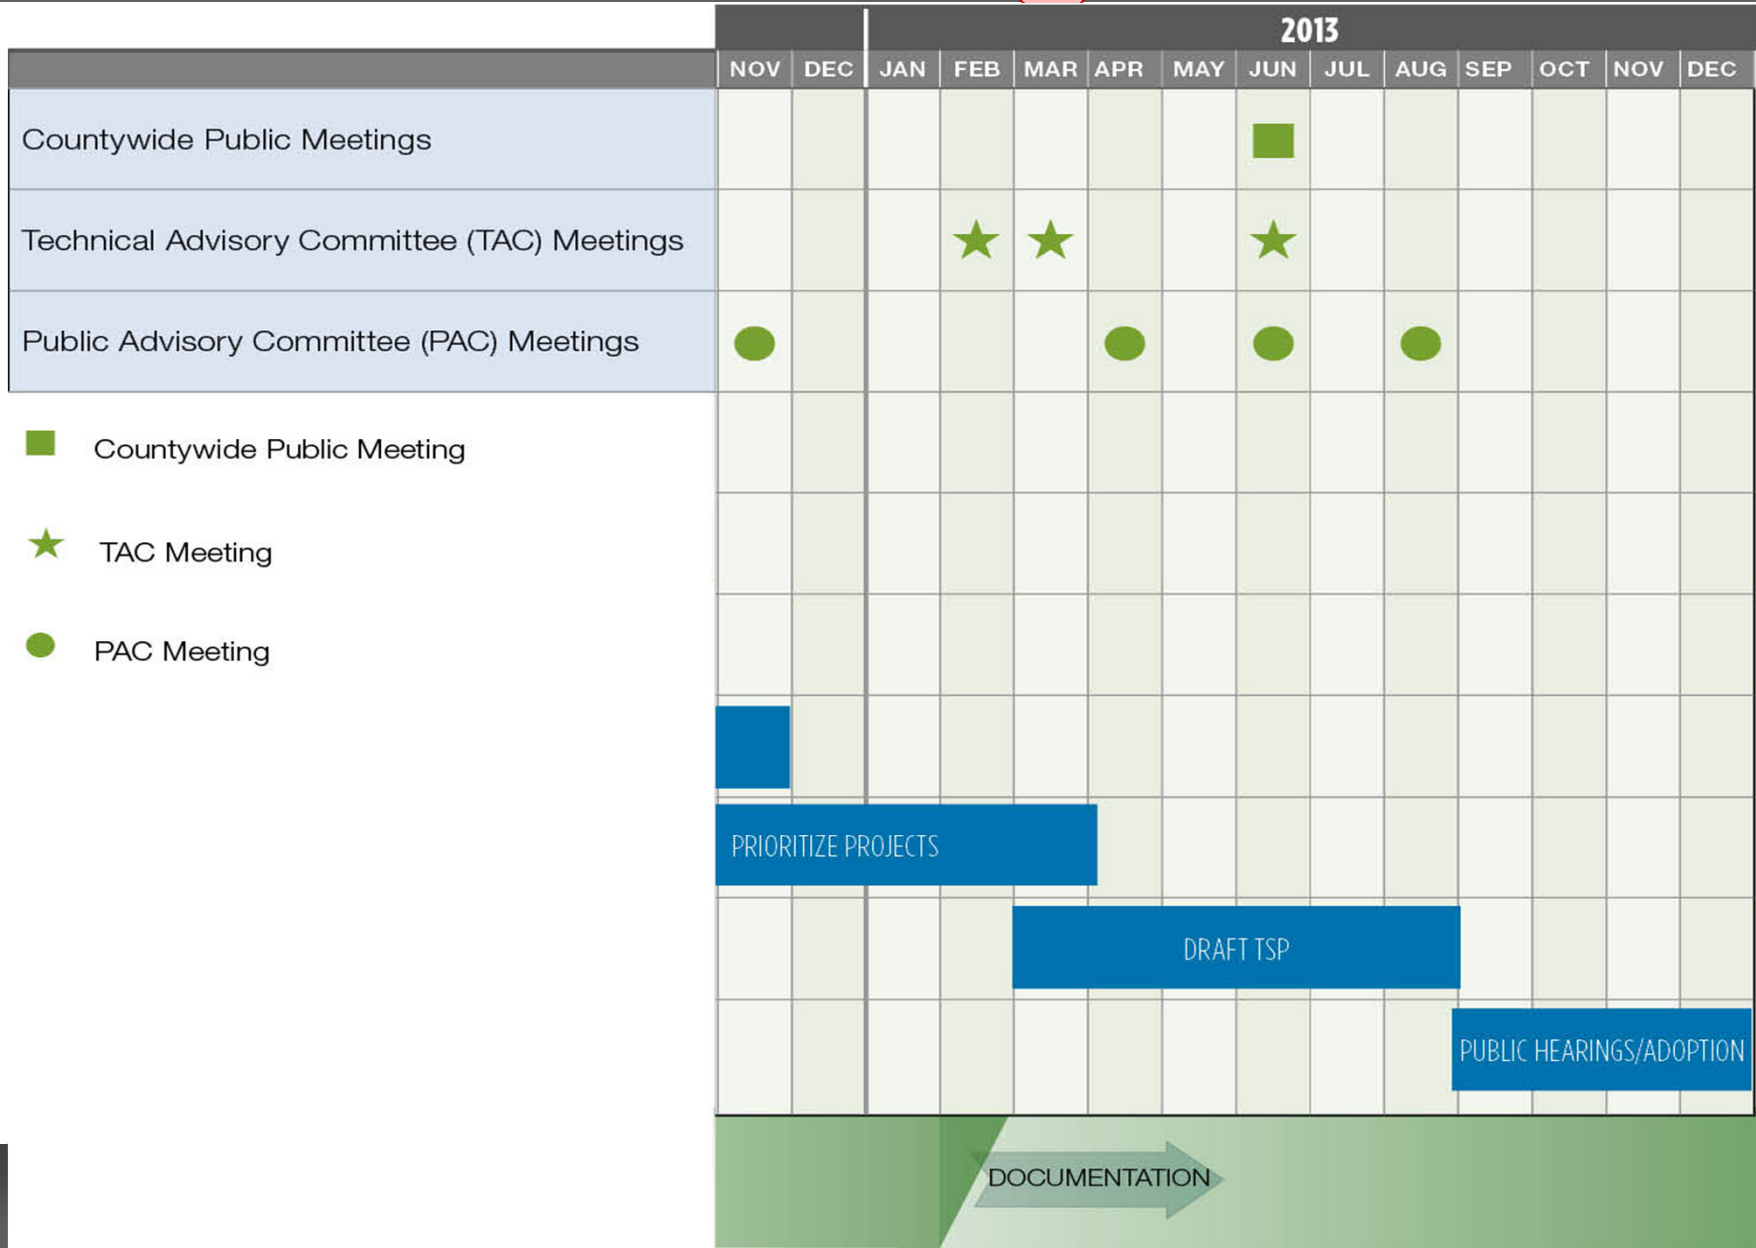 2013
NOV DEC JAN FEB MAR APR MAY JUN JUL AUG SEP OCT NOV DEC
Countywide Public Meetings
Technical Advisory Committee (TAC) Meetings
Public Advisory Committee (PAC) Meetings
Countywide Public Meeting
TAC Meeting
PAC Meeting
PRIORITIZE PROJECTS
DRAFT TSP
PUBLIC HEARINGS/ADOPTION
DOCUMENTATION